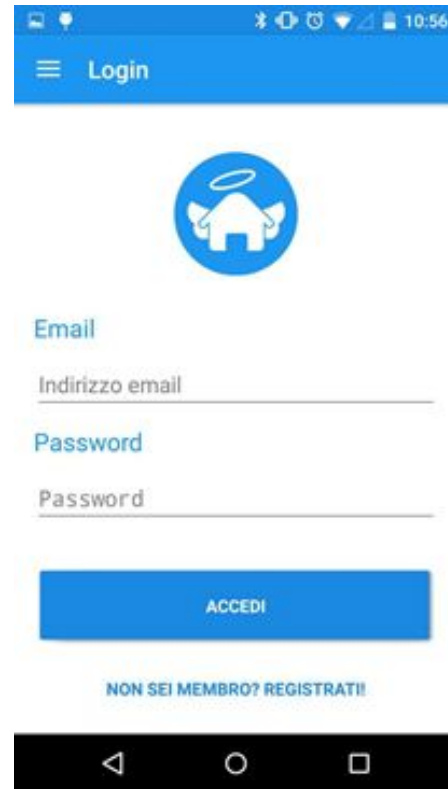 10:56
Login
Email
Indirizzo email
Password
Password
ACCEDI
NON SEI MEMBRO? REGISTRATI!